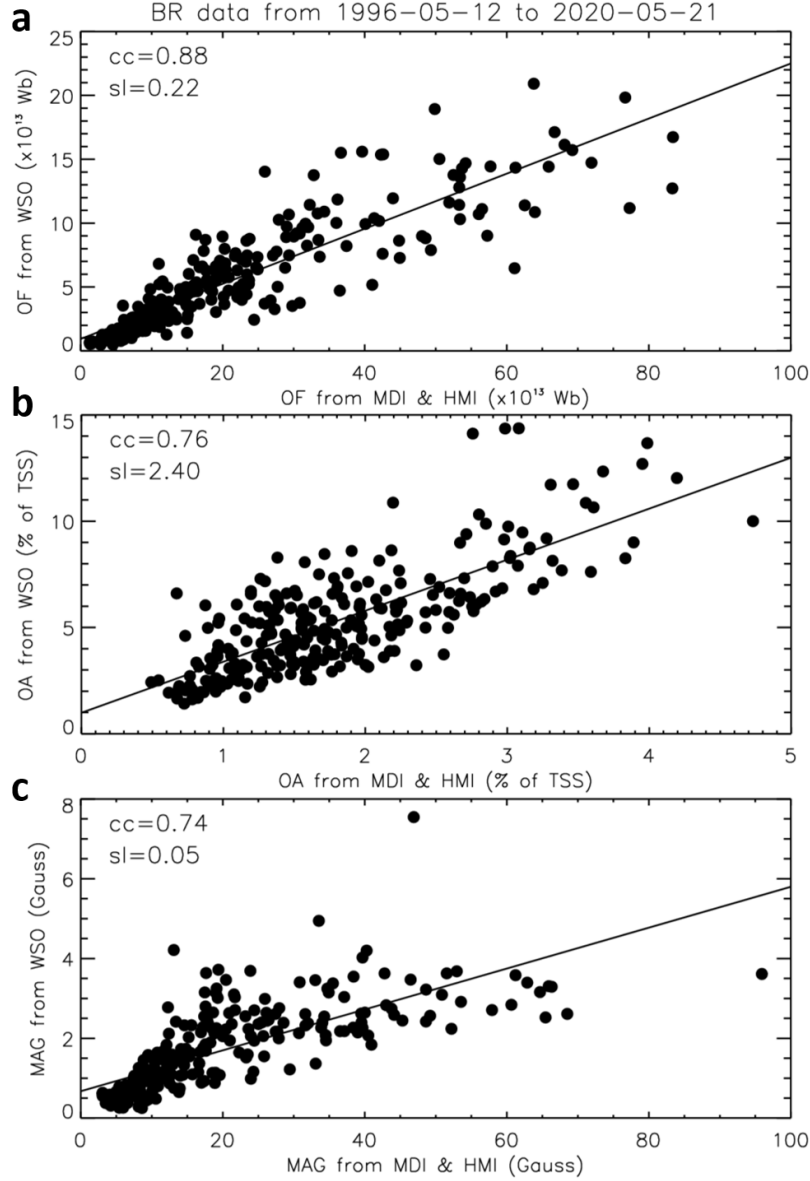 a
BR data from 1996-05-12 to 2020-05-21
cc=0.88
sl=0.22
25
20
15
10
5
0
OF from WSO (x10¹³ Wb)
0 20 40 60 80 100
OF from MDI & HMI (x10¹³ Wb)
b
cc=0.76
sl=2.40
15
10
5
0
OA from WSO (% of TSS)
0 1 2 3 4 5
OA from MDI & HMI (% of TSS)
c
cc=0.74
sl=0.05
8
6
4
2
0
MAG from WSO (Gauss)
0 20 40 60 80 100
MAG from MDI & HMI (Gauss)